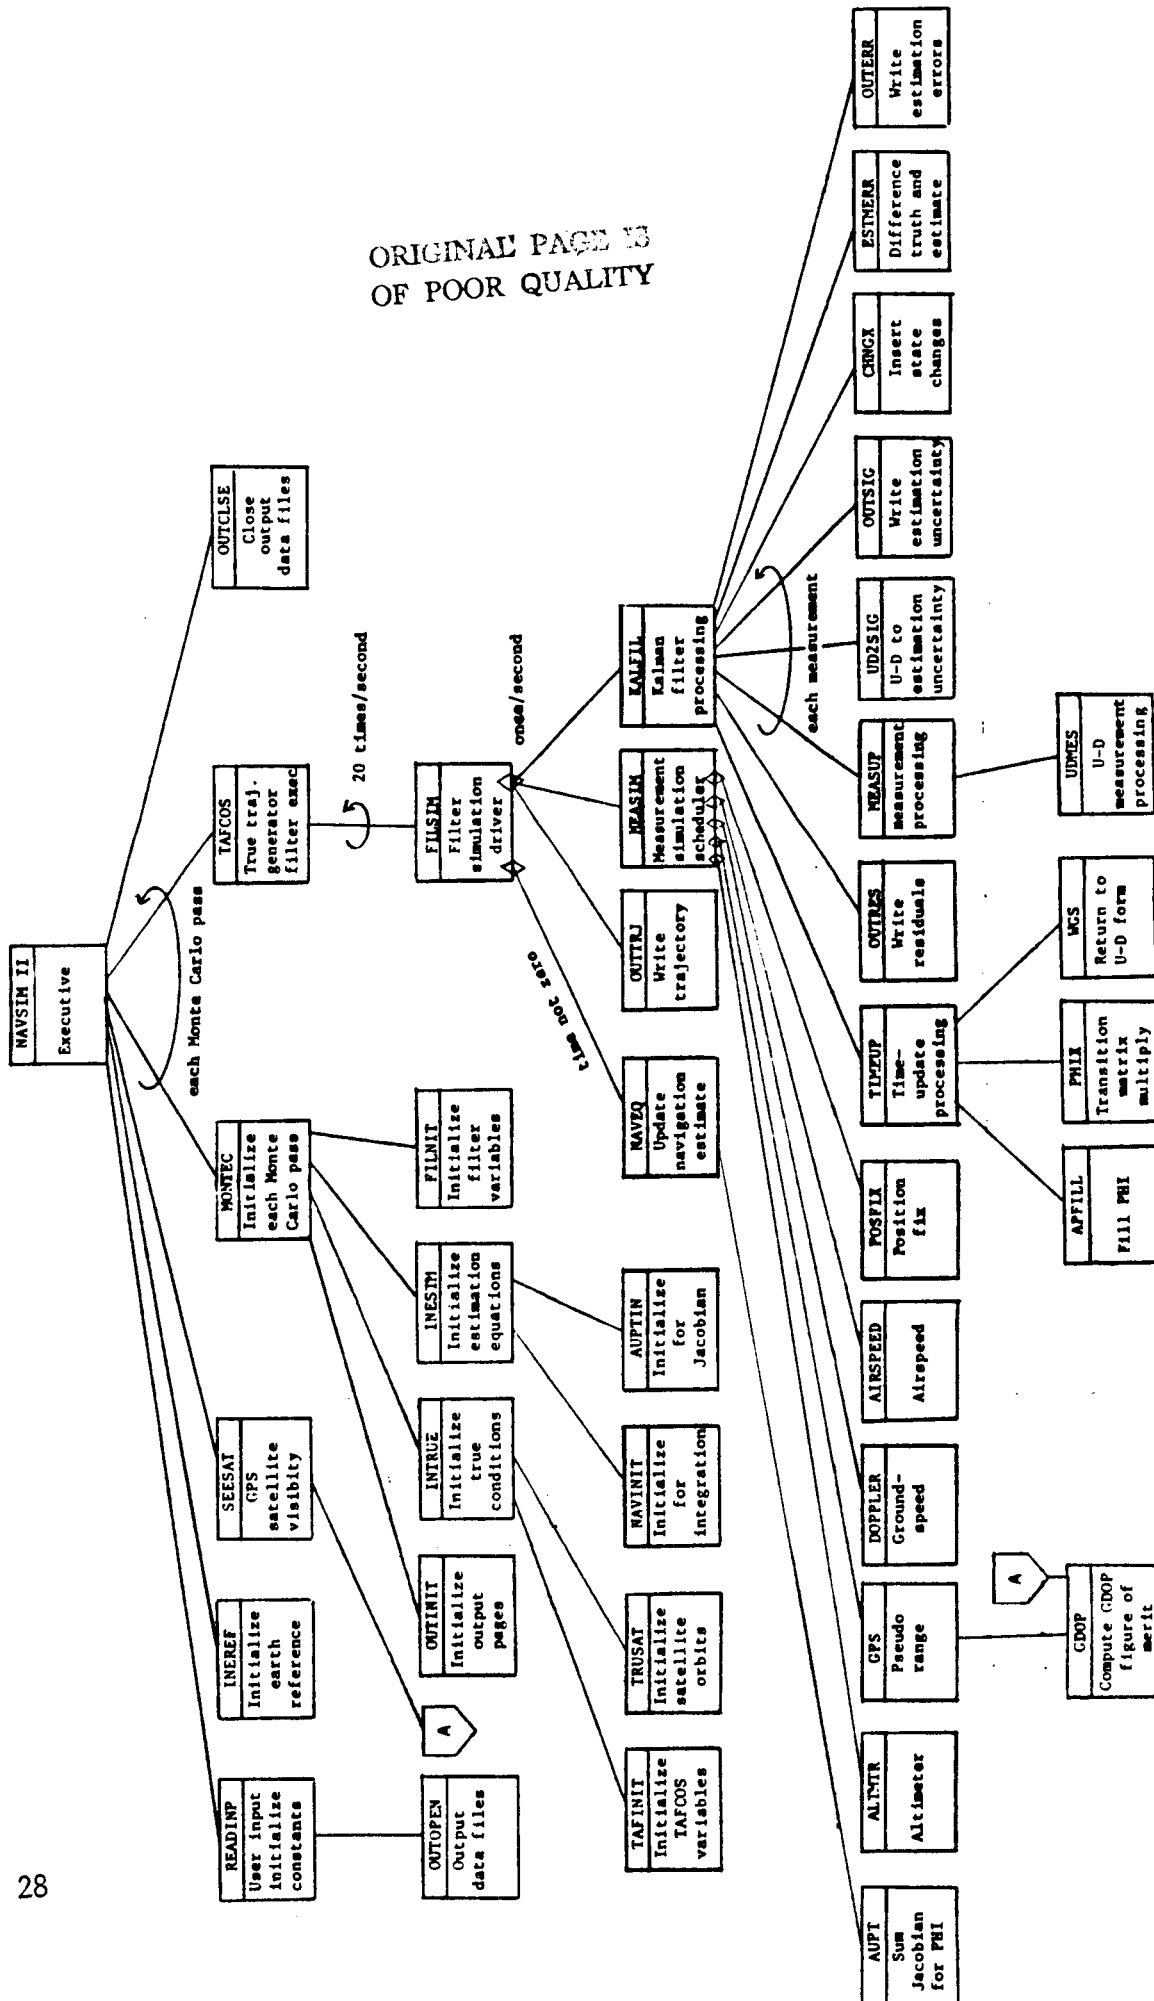 28
ORIGINAL PAGE IS
OF POOR QUALITY
NAVSIM II
Executive
each Monte Carlo pass
READINP
User input
initialize
constants
INEREF
Initialize
earth
reference
SEESAT
GPS
satellite
visibity
MONTEC
Initialize
each Monte
Carlo pass
TAFCOS
True traj.
generator
filter exec
OUTCLSE
Close
output
data files
20 times/second
OUTOPEN
Output
data files
A
OUTINIT
Initialize
output
pages
INTRUE
Initialize
true
conditions
INESTM
Initialize
estimation
equations
FILNIT
Initialize
filter
variables
FILSIM
Filter
simulation
driver
time not zero
once/second
TAFINIT
Initialize
TAFCOS
variables
TRUSAT
Initialize
satellite
orbits
NAVINIT
Initialize
for
integration
AUPTIN
Initialize
for
Jacobian
NAVEQ
Update
navigation
estimate
OUTTRJ
Write
trajectory
MEASIM
Measurement
simulation
scheduler
KALFIL
Kalman
filter
processing
each measurement
AUPT
Sum
Jacobian
for PHI
ALTMTR
Altimeter
GPS
Pseudo
range
DOPPLER
Ground-
speed
AIRSPEED
Airspeed
POSFIX
Position
fix
TIMEUP
Time-
update
processing
OUTRES
Write
residuals
MEASUP
measurement
processing
UD2SIG
U-D to
estimation
uncertainty
OUTSIG
Write
estimation
uncertainty
CHNGX
Insert
state
changes
ESTMERR
Difference
truth and
estimate
OUTERR
Write
estimation
errors
A
GDOP
Compute GDOP
figure of
merit
APFILL
Fill PHI
PHIX
Transition
matrix
multiply
WGS
Return to
U-D form
UDMES
U-D
measurement
processing